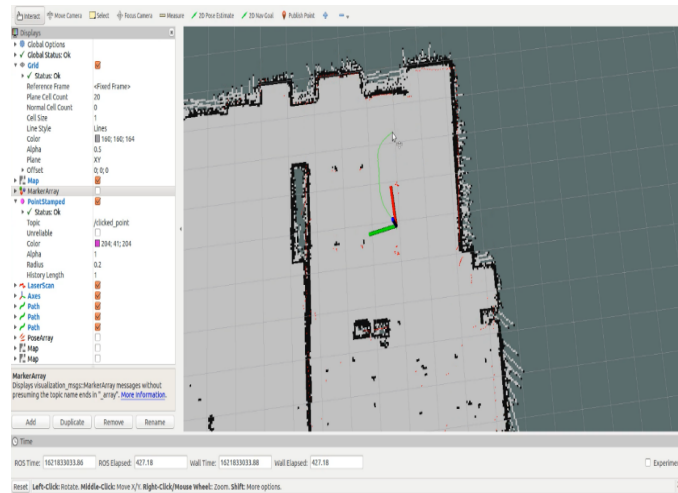 Interact Move Camera Select Focus Camera Measure 2D Pose Estimate 2D Nav Goal Publish Point
Displays
Global Options
Global Status: Ok
Grid
Status: Ok
Reference Frame <Fixed Frame>
Plane Cell Count 20
Normal Cell Count 0
Cell Size 1
Line Style Lines
Color 160; 160; 164
Alpha 0.5
Plane XY
Offset 0; 0; 0
Map
MarkerArray
PointStamped
Status: Ok
Topic /clicked_point
Unreliable
Color 204; 41; 204
Alpha 1
Radius 0.2
History Length 1
LaserScan
Axes
Path
Path
Path
PoseArray
Map
Map
MarkerArray
Displays visualization_msgs::MarkerArray messages without
presuming the topic name ends in "_array". More Information.
Add Duplicate Remove Rename
Time
ROS Time: 1621833033.86 ROS Elapsed: 427.18 Wall Time: 1621833033.88 Wall Elapsed: 427.18 Experimen
Reset Left-Click: Rotate. Middle-Click: Move X/Y. Right-Click/Mouse Wheel: Zoom. Shift: More options.